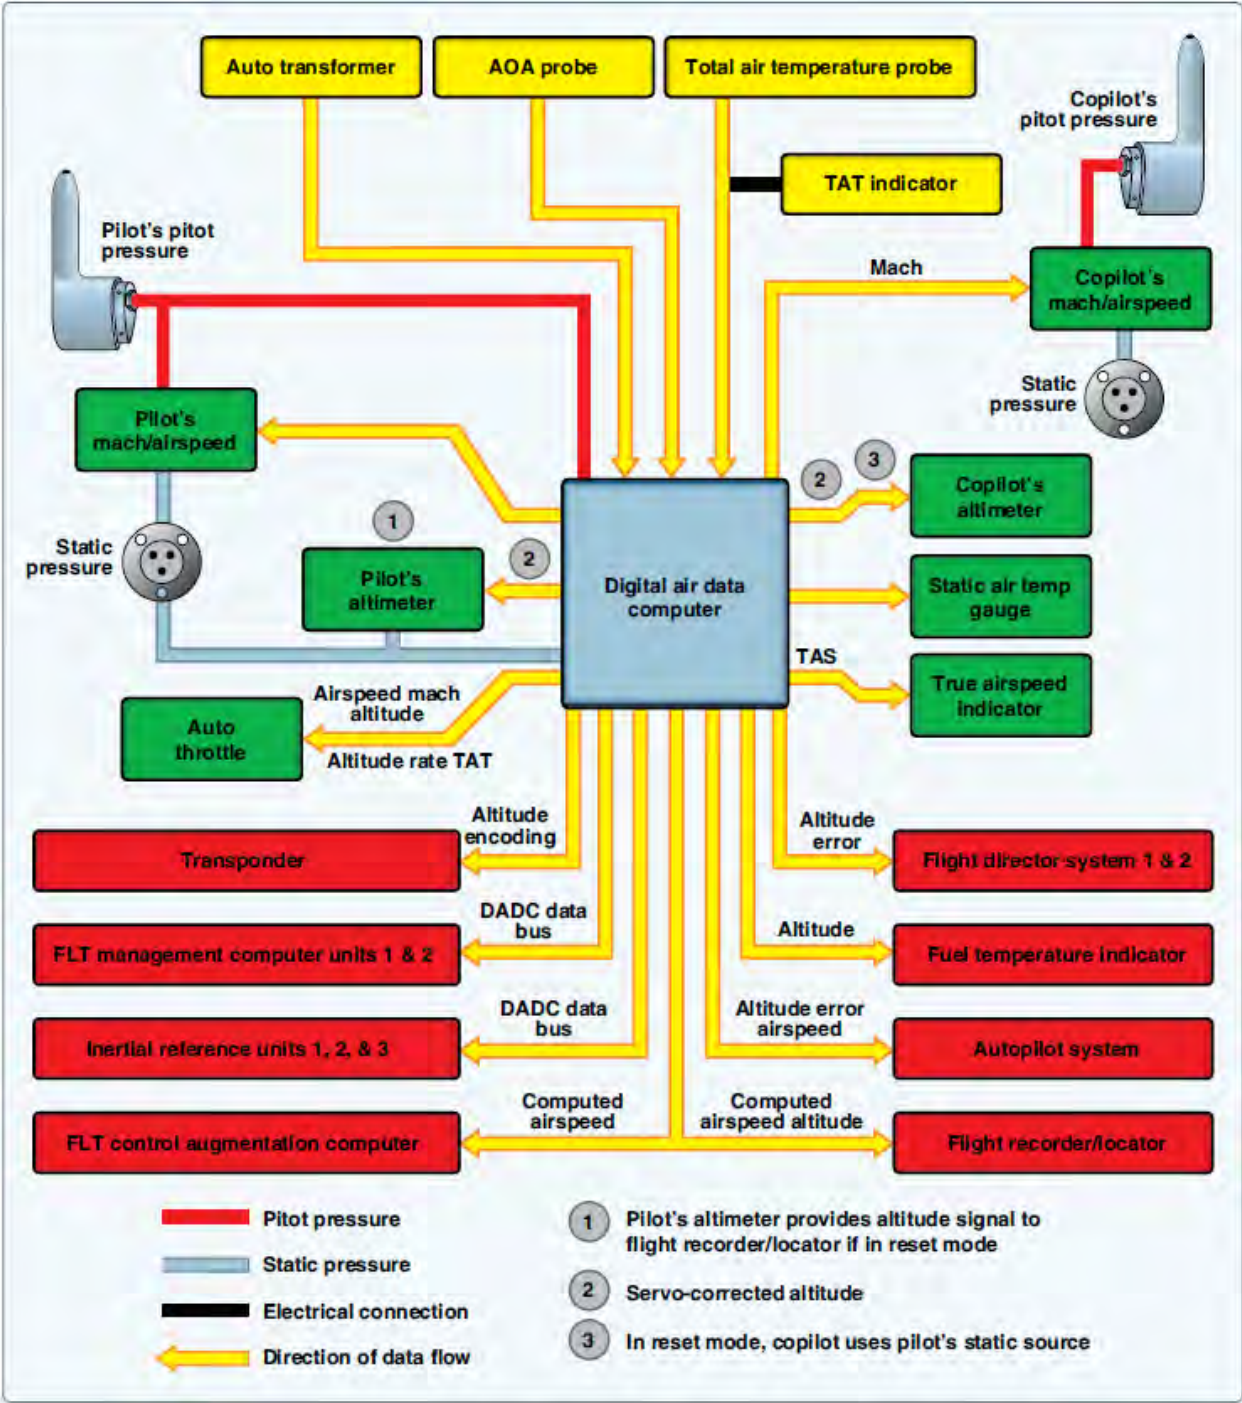 Auto transformer
AOA probe
Total air temperature probe
Copilot's
pitot pressure
TAT indicator
Pilot's pitot
pressure
Mach
Copilot's
mach/airspeed
Static
pressure
Pilot's
mach/airspeed
2
3
Copilot's
altimeter
1
Static
pressure
2
Pilot's
altimeter
Digital air data
computer
Static air temp
gauge
TAS
True airspeed
indicator
Airspeed mach
altitude
Auto
throttle
Altitude rate TAT
Altitude
encoding
Altitude
error
Transponder
Flight director system 1 & 2
DADC data
bus
Altitude
FLT management computer units 1 & 2
Fuel temperature indicator
DADC data
bus
Altitude error
airspeed
Inertial reference units 1, 2, & 3
Autopilot system
Computed
airspeed
Computed
airspeed altitude
FLT control augmentation computer
Flight recorder/locator
Pitot pressure
Static pressure
Electrical connection
Direction of data flow
1 Pilot's altimeter provides altitude signal to
flight recorder/locator if in reset mode
2 Servo-corrected altitude
3 In reset mode, copilot uses pilot's static source